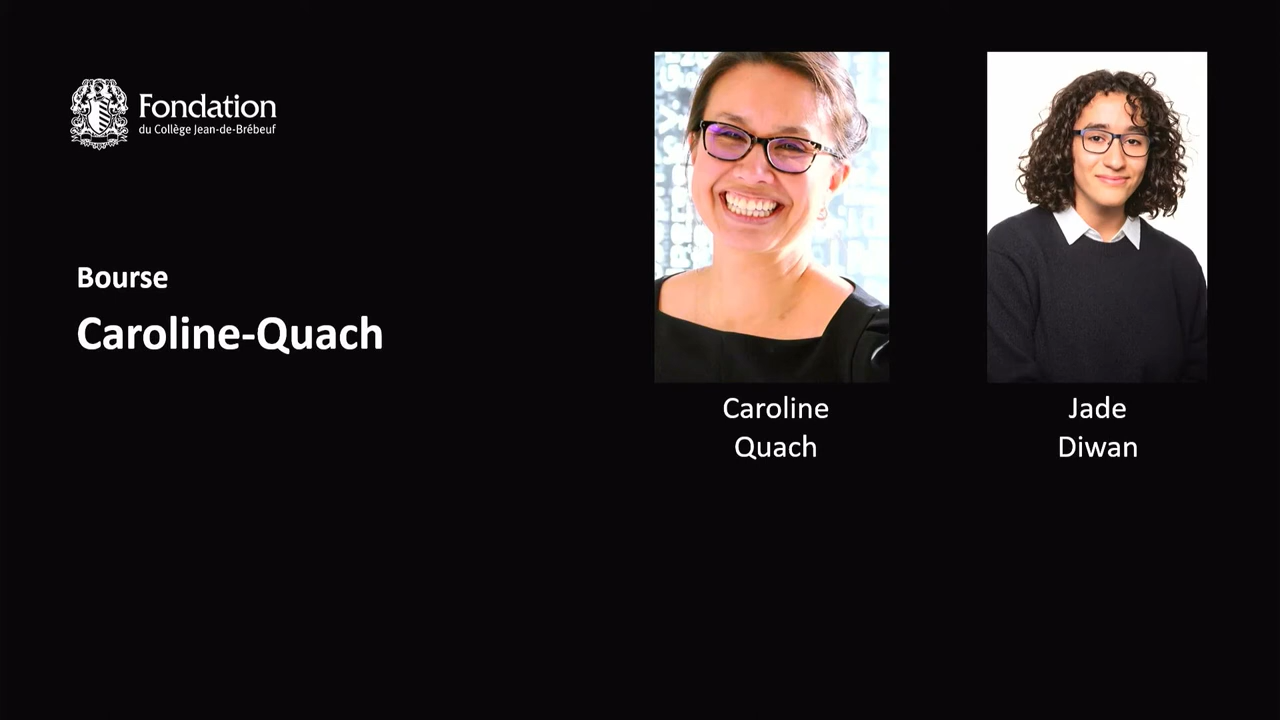 Fondation
du Collège Jean-de-Brébeuf
Bourse
Caroline-Quach
Caroline
Quach
Jade
Diwan